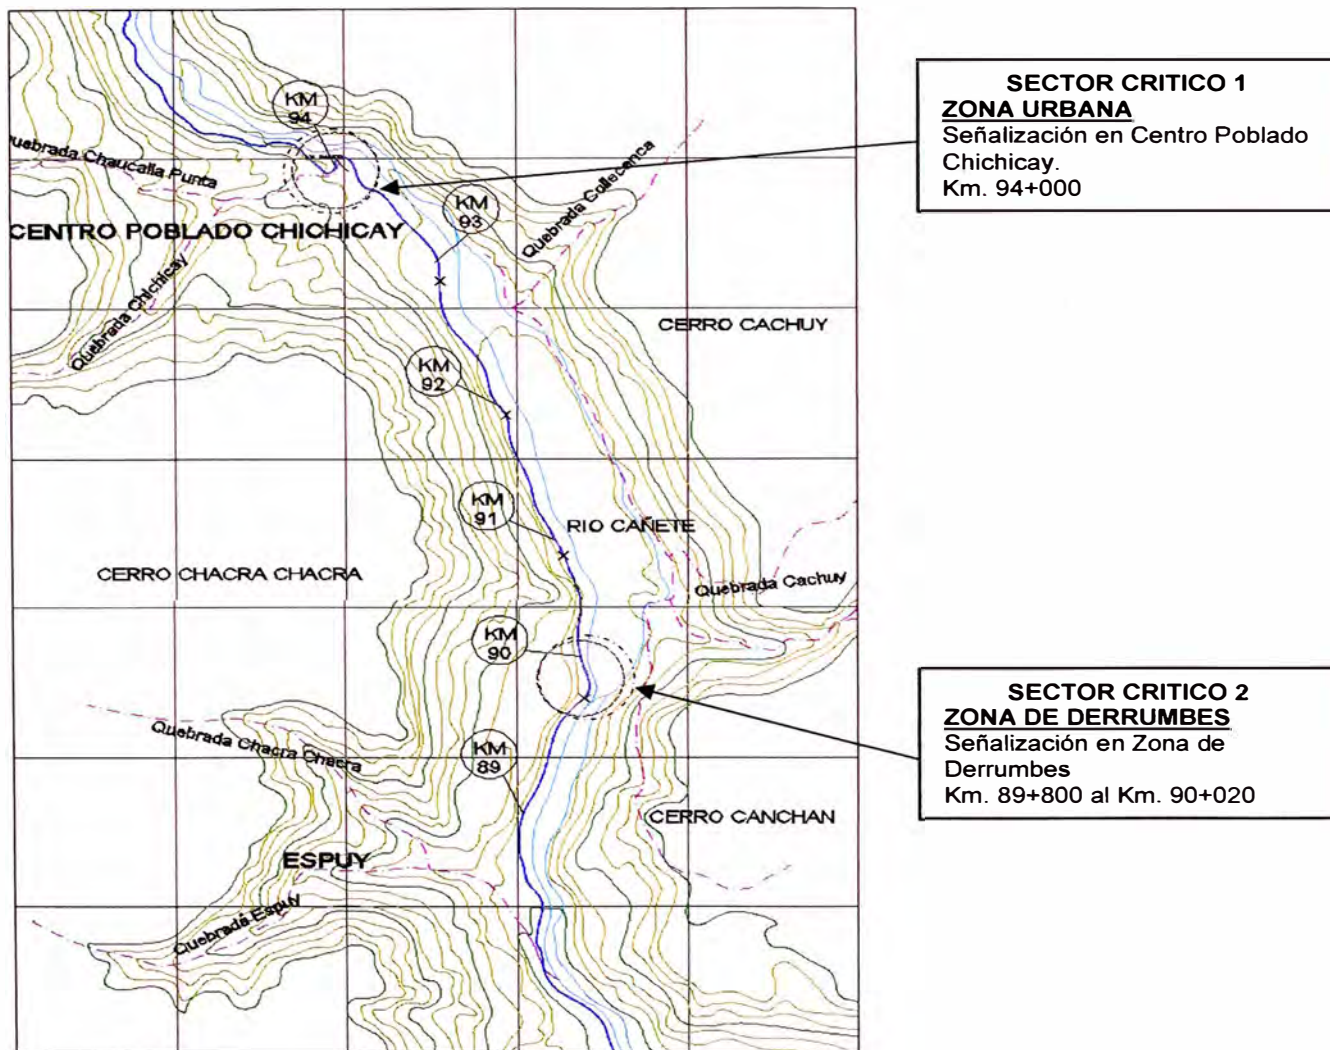 KM
94
SECTOR CRITICO 1
ZONA URBANA
Señalización en Centro Poblado
Chichicay.
Km. 94+000
Quebrada Chaucalla Punta
Quebrada Collecanca
KM
93
CENTRO POBLADO CHICHICAY
Quebrada Chichicay
CERRO CACHUY
KM
92
KM
91
RIO CAÑETE
CERRO CHACRA CHACRA
Quebrada Cachuy
KM
90
SECTOR CRITICO 2
ZONA DE DERRUMBES
Señalización en Zona de
Derrumbes
Km. 89+800 al Km. 90+020
Quebrada Chacra Chacra
KM
89
CERRO CANCHAN
ESPUY
Quebrada Espuy